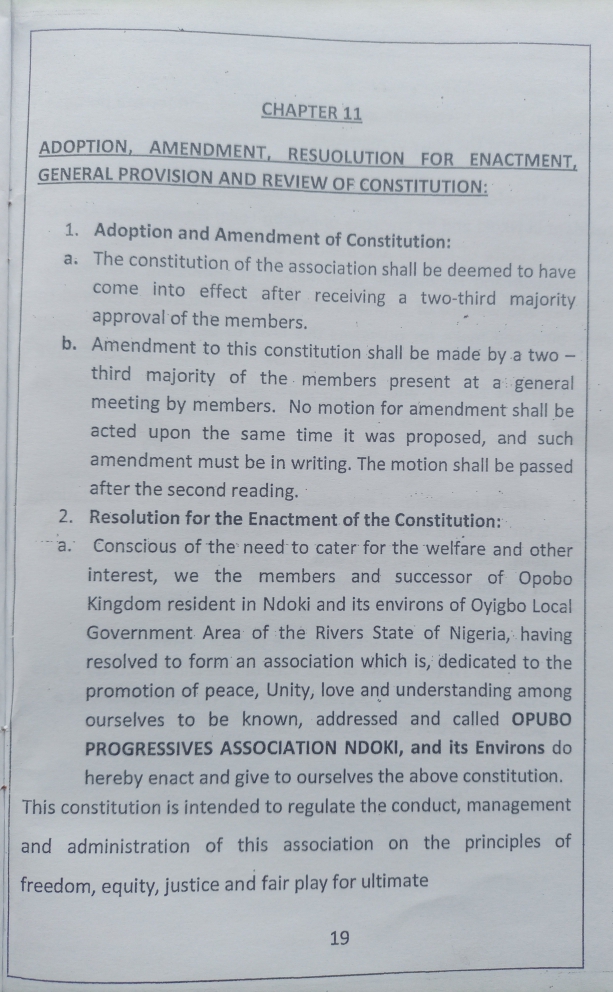 CHAPTER 11
ADOPTION, AMENDMENT, RESUOLUTION FOR ENACTMENT,
GENERAL PROVISION AND REVIEW OF CONSTITUTION:
1. Adoption and Amendment of Constitution:
a. The constitution of the association shall be deemed to have
come into effect after receiving a two-third majority
approval of the members.
b. Amendment to this constitution shall be made by a two –
third majority of the members present at a general
meeting by members. No motion for amendment shall be
acted upon the same time it was proposed, and such
amendment must be in writing. The motion shall be passed
after the second reading.
2. Resolution for the Enactment of the Constitution:
a. Conscious of the need to cater for the welfare and other
interest, we the members and successor of Opobo
Kingdom resident in Ndoki and its environs of Oyigbo Local
Government Area of the Rivers State of Nigeria, having
resolved to form an association which is, dedicated to the
promotion of peace, Unity, love and understanding among
ourselves to be known, addressed and called OPUBO
PROGRESSIVES ASSOCIATION NDOKI, and its Environs do
hereby enact and give to ourselves the above constitution.
This constitution is intended to regulate the conduct, management
and administration of this association on the principles of
freedom, equity, justice and fair play for ultimate
19